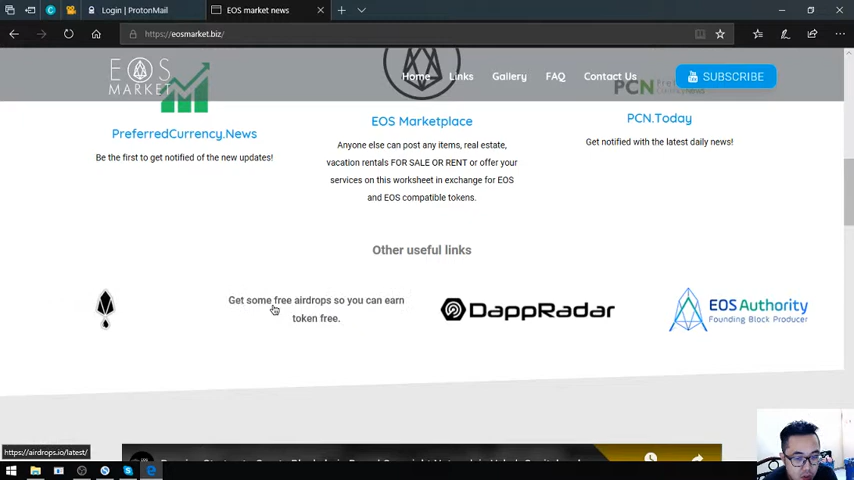 Login | ProtonMail
EOS market news
https://eosmarket.biz/
EOS
MARKET
Home
Links
Gallery
FAQ
Contact Us
SUBSCRIBE
PCN
PreferredCurrency.News
EOS Marketplace
PCN.Today
Be the first to get notified of the new updates!
Anyone else can post any items, real estate,
vacation rentals FOR SALE OR RENT or offer your
services on this worksheet in exchange for EOS
and EOS compatible tokens.
Get notified with the latest daily news!
Other useful links
Get some free airdrops so you can earn
token free.
DappRadar
EOS Authority
Founding Block Producer
https://airdrops.io/latest/